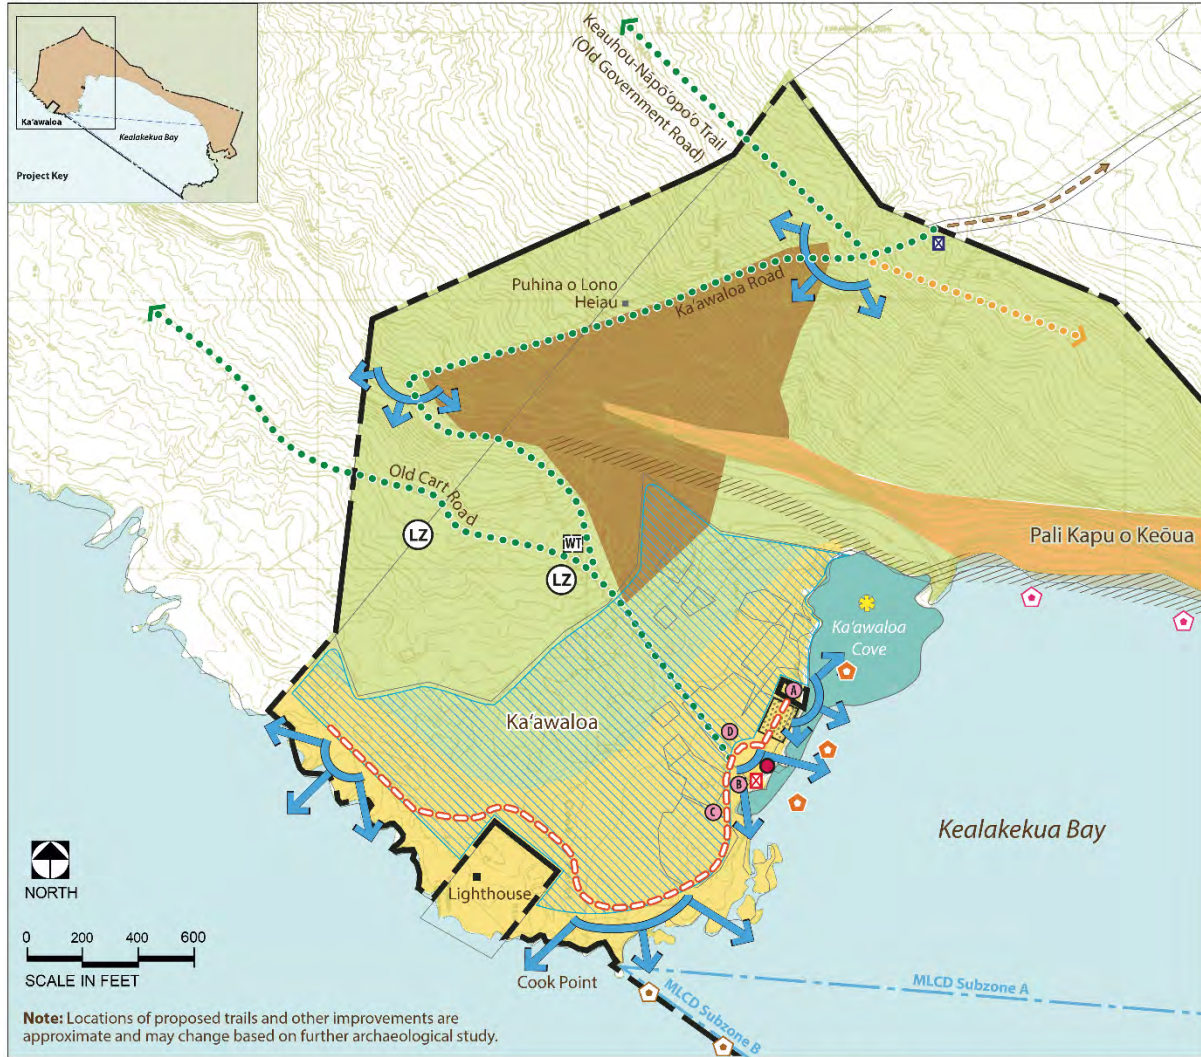 Ka'awaloa
Kealakekua Bay
Project Key
Keauhou-Nāpō'opo'o Trail
(Old Government Road)
Puhina o Lono
Heiau
Ka'awaloa Road
Old Cart Road
LZ
WT
LZ
Pali Kapu o Keōua
Ka'awaloa
Cove
Ka'awaloa
A
D
B
C
Kealakekua Bay
Lighthouse
NORTH
0 200 400 600
SCALE IN FEET
Cook Point
MLCD Subzone A
MLCD Subzone B
Note: Locations of proposed trails and other improvements are
approximate and may change based on further archaeological study.